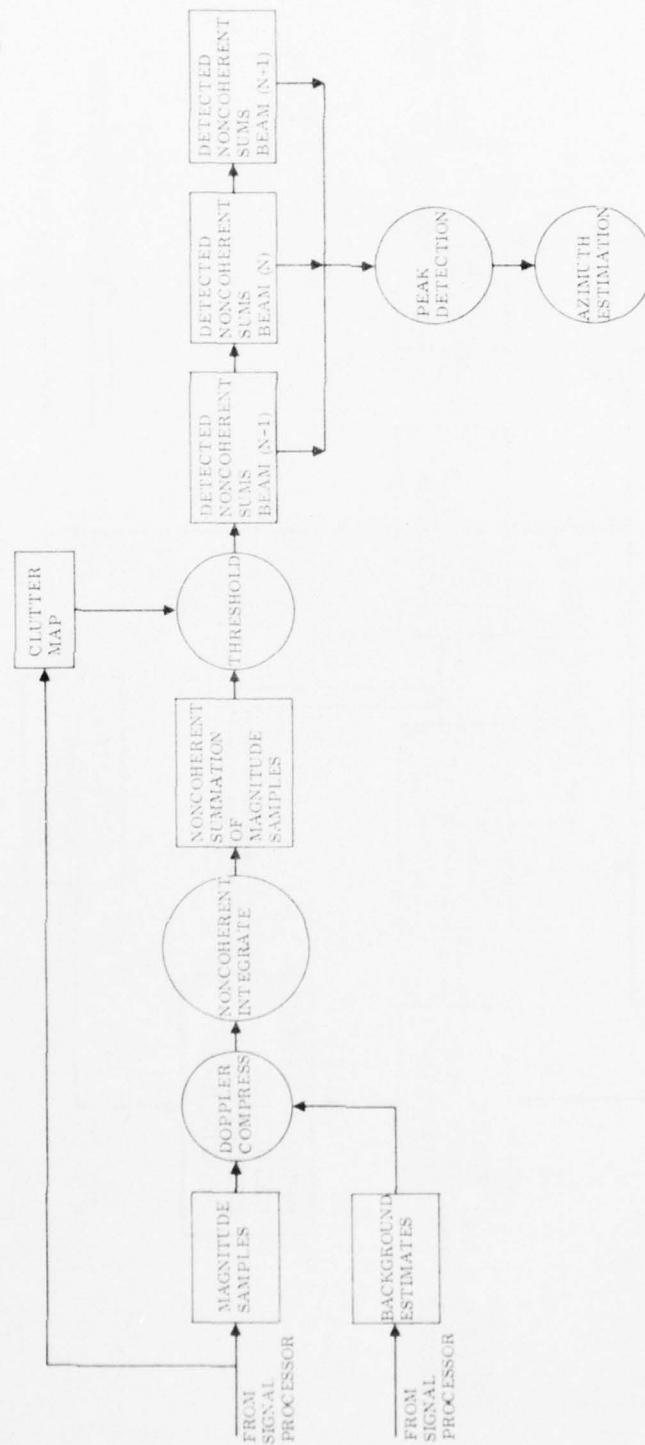 FROM
SIGNAL
PROCESSOR
MAGNITUDE
SAMPLES
FROM
SIGNAL
PROCESSOR
BACKGROUND
ESTIMATES
DOPPLER
COMPRESS
NONCOHERENT
INTEGRATE
NONCOHERENT
SUMMATION
OF
MAGNITUDE
SAMPLES
CLUTTER
MAP
THRESHOLD
DETECTED
NONCOHERENT
SUMS
BEAM (N-1)
DETECTED
NONCOHERENT
SUMS
BEAM (N)
DETECTED
NONCOHERENT
SUMS
BEAM (N+1)
PEAK
DETECTION
AZIMUTH
ESTIMATION